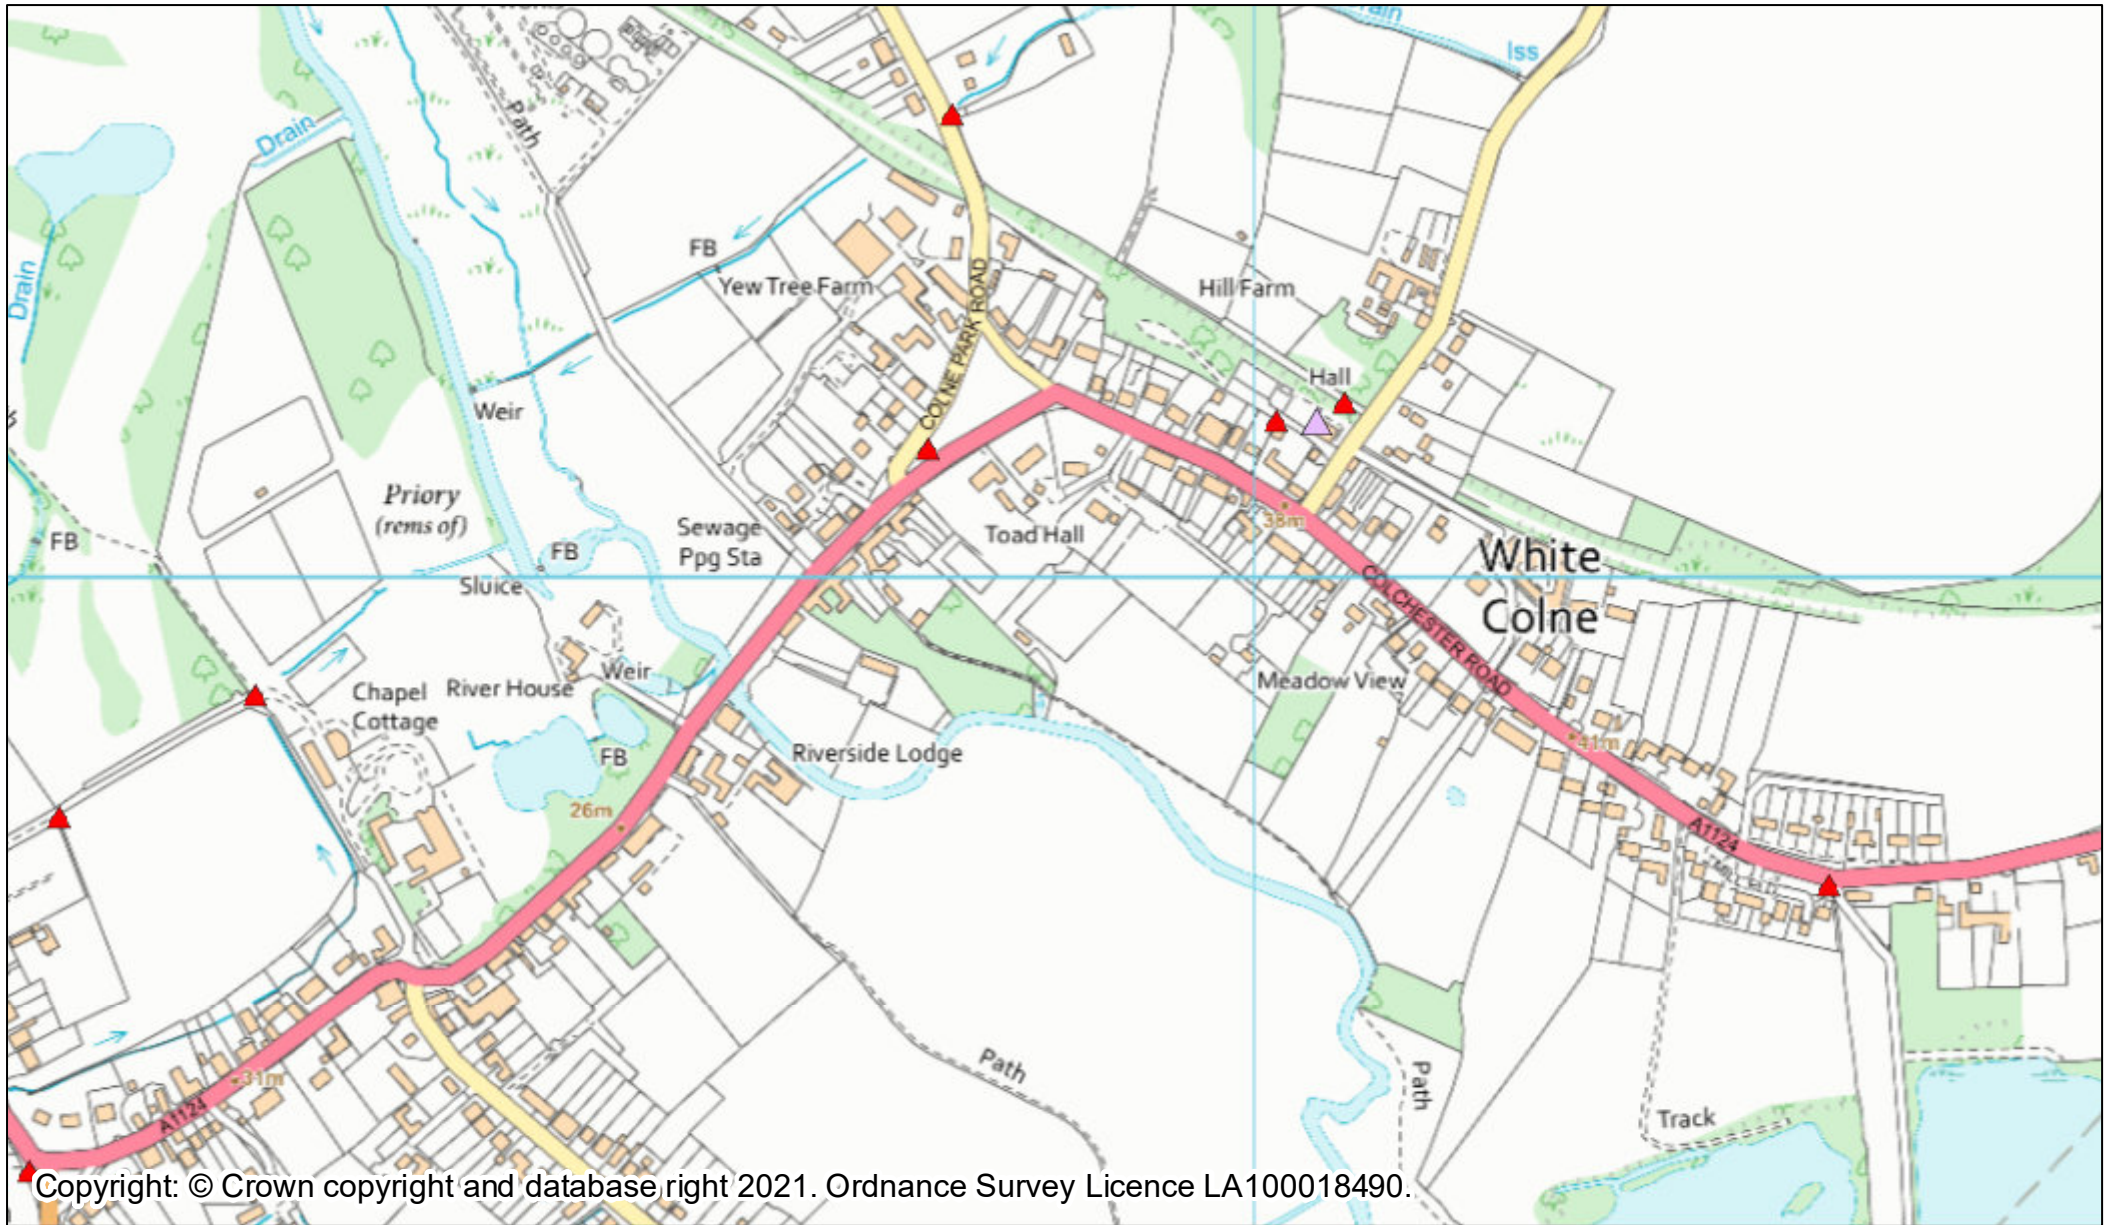 Drain
Iss
Path
Drain
FB
Yew Tree Farm
Hill Farm
Drain
COLNE PARK ROAD
Hall
Weir
Priory
(rems of)
38m
Sewage
Ppg Sta
Toad Hall
FB
FB
White
Colne
Sluice
COLCHESTER ROAD
Weir
Meadow View
Chapel
Cottage
River House
41m
Riverside Lodge
FB
26m
A1124
Path
Path
31m
A1124
Track
Copyright: © Crown copyright and database right 2021. Ordnance Survey Licence LA100018490.